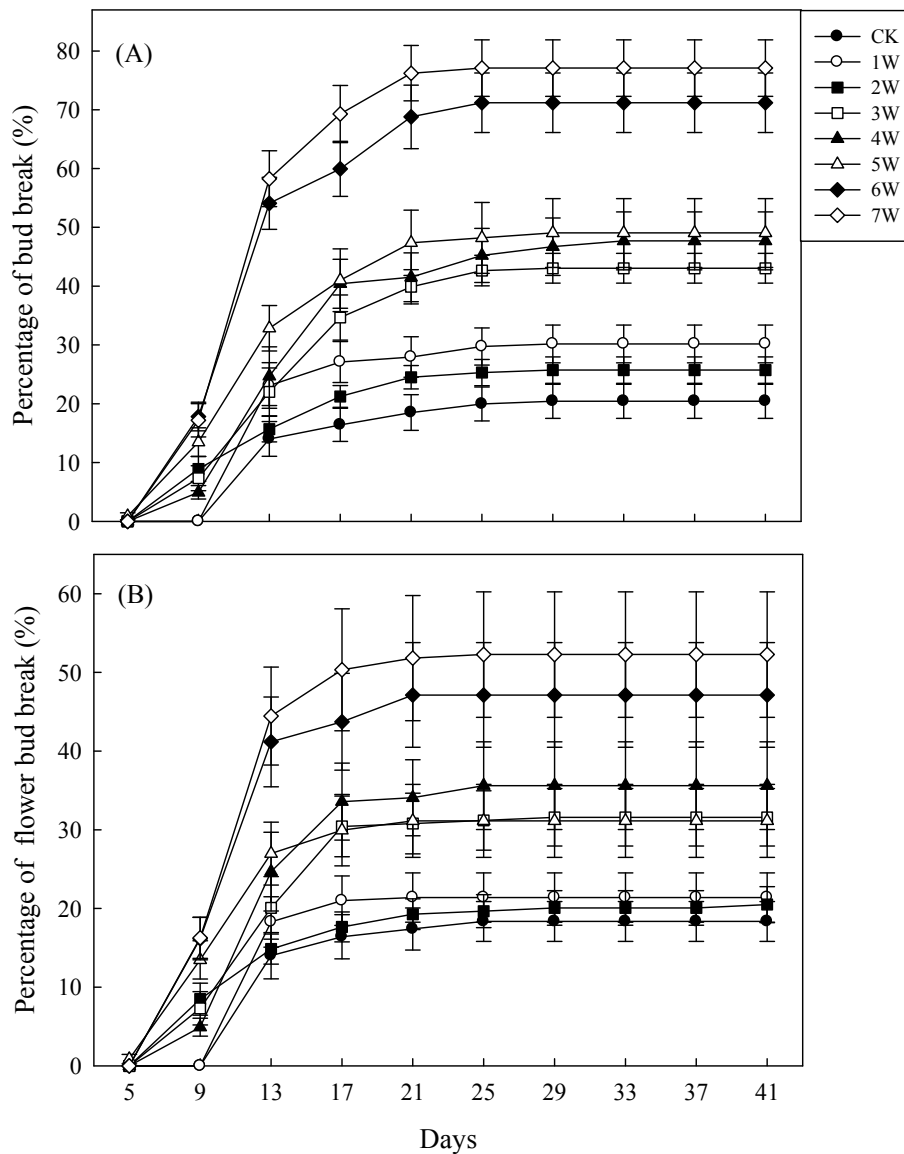 (A)
Percentage of bud break (%)
80
70
60
50
40
30
20
10
0
CK
1W
2W
3W
4W
5W
6W
7W
(B)
Percentage of flower bud break (%)
60
50
40
30
20
10
0
5 9 13 17 21 25 29 33 37 41
Days